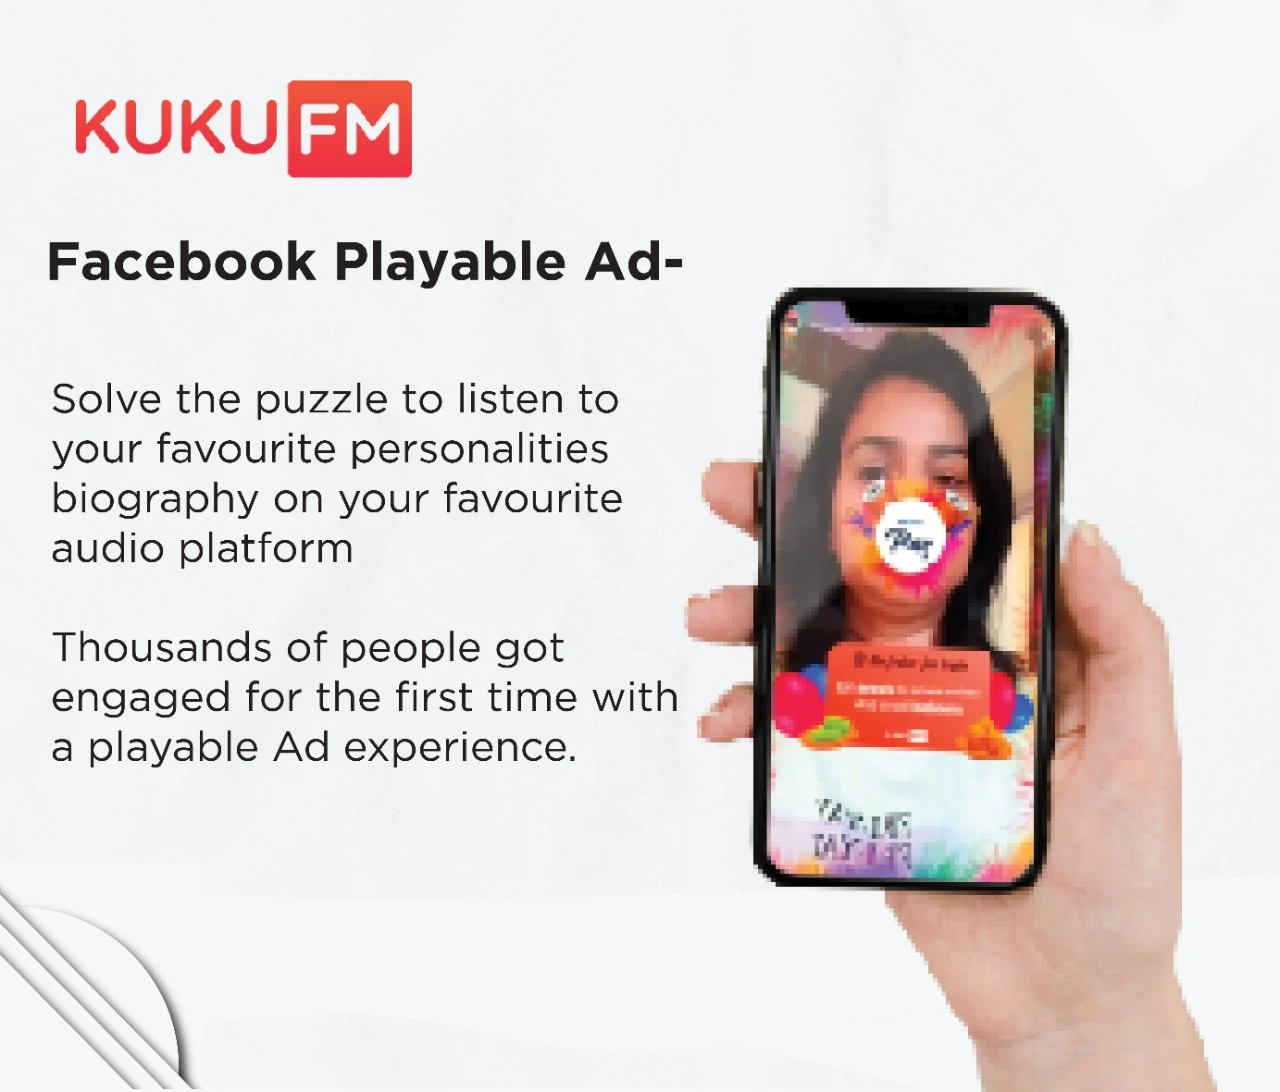 KUKU FM
Facebook Playable Ad-
Solve the puzzle to listen to
your favourite personalities
biography on your favourite
audio platform
Thousands of people got
engaged for the first time with
a playable Ad experience.